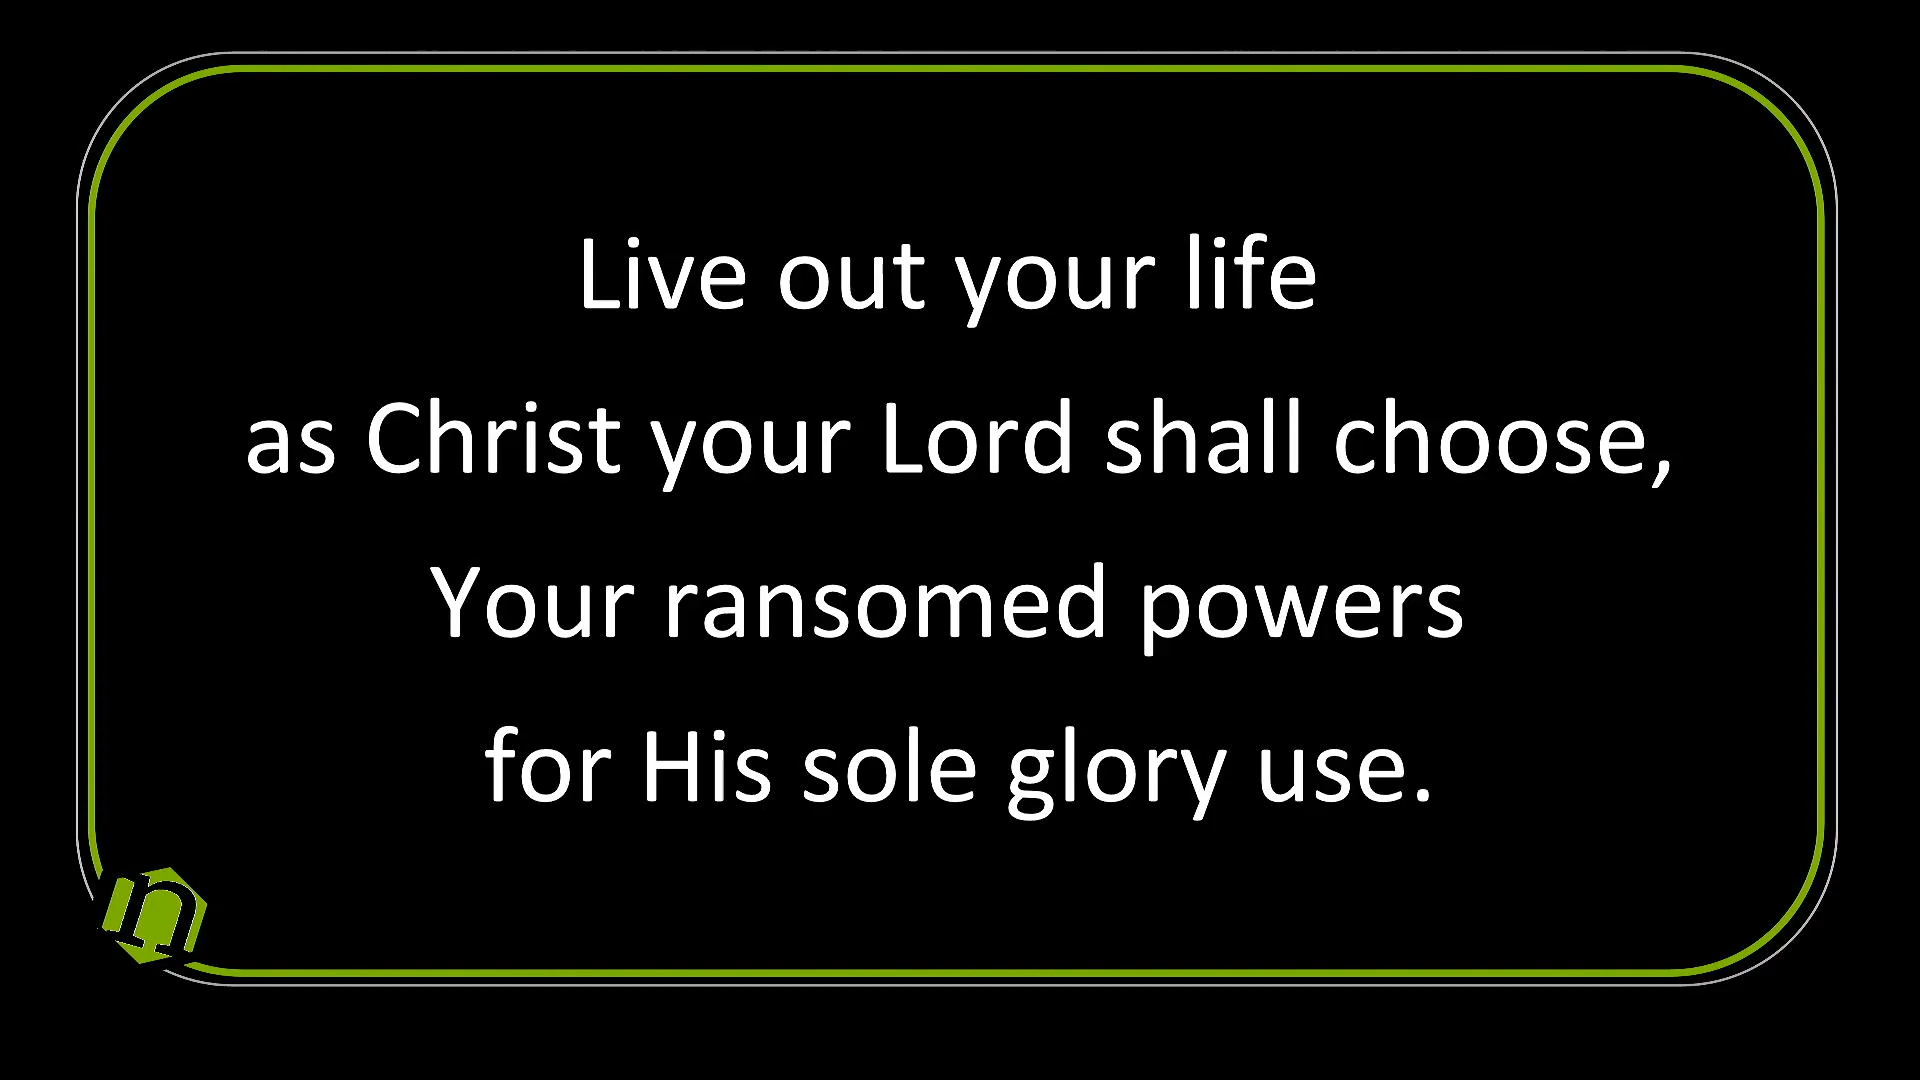 Live out your life
as Christ your Lord shall choose,
Your ransomed powers
for His sole glory use.
n